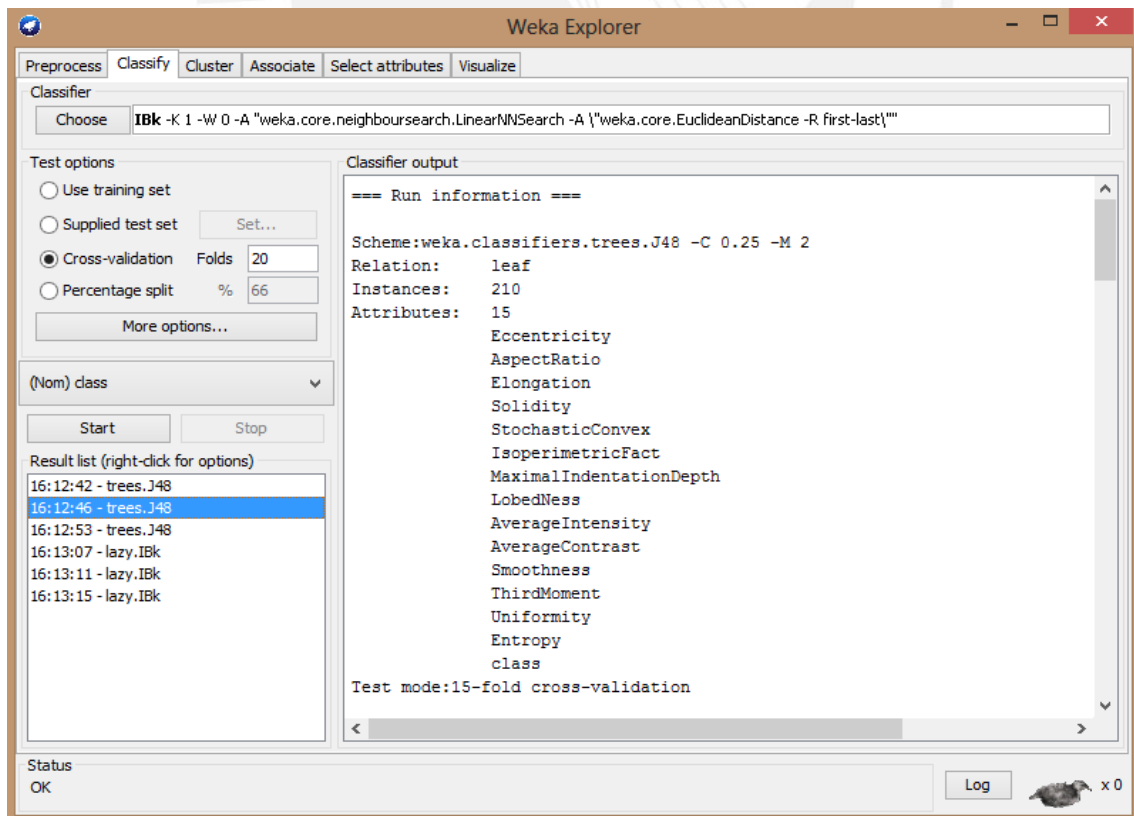 Weka Explorer
Preprocess Classify Cluster Associate Select attributes Visualize
Classifier
Choose IBk -K 1 -W 0 -A "weka.core.neighboursearch.LinearNNSearch -A \"weka.core.EuclideanDistance -R first-last\""
Test options
Use training set
Supplied test set Set...
Cross-validation Folds 20
Percentage split % 66
More options...
(Nom) class
Start Stop
Result list (right-click for options)
16:12:42 - trees.J48
16:12:46 - trees.J48
16:12:53 - trees.J48
16:13:07 - lazy.IBk
16:13:11 - lazy.IBk
16:13:15 - lazy.IBk
Classifier output
=== Run information ===
Scheme:weka.classifiers.trees.J48 -C 0.25 -M 2
Relation: leaf
Instances: 210
Attributes: 15
Eccentricity
AspectRatio
Elongation
Solidity
StochasticConvex
IsoperimetricFact
MaximalIndentationDepth
LobedNess
AverageIntensity
AverageContrast
Smoothness
ThirdMoment
Uniformity
Entropy
class
Test mode:15-fold cross-validation
Status
OK
Log x 0